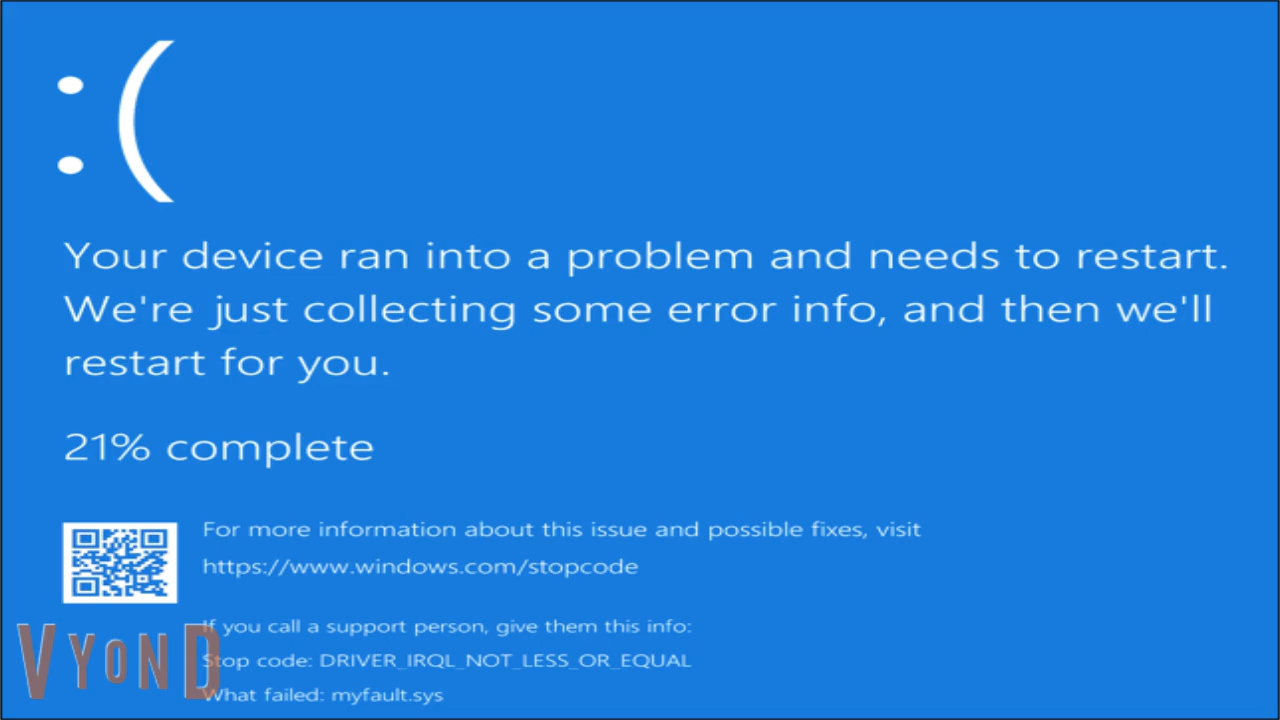 :(
Your device ran into a problem and needs to restart.
We're just collecting some error info, and then we'll
restart for you.
21% complete
For more information about this issue and possible fixes, visit
https://www.windows.com/stopcode
If you call a support person, give them this info:
Stop code: DRIVER_IRQL_NOT_LESS_OR_EQUAL
What failed: myfault.sys
VYOND